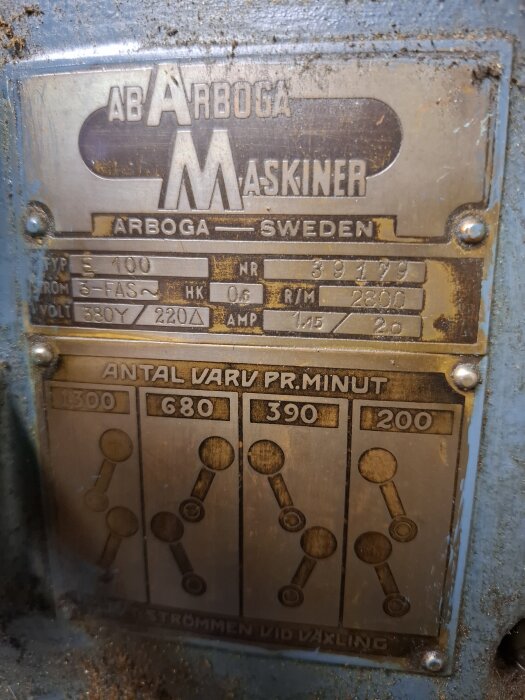 AB ARBOGA
MASKINER
ARBOGA — SWEDEN
TYP E 100 NR 39199
STRÖM 3-FAS~ HK 0,6 R/M 2800
VOLT 380Y / 220Δ AMP 1,15 / 2,0
ANTAL VARV PR.MINUT
1300 680 390 200
STRÖMMEN VID VÄXLING